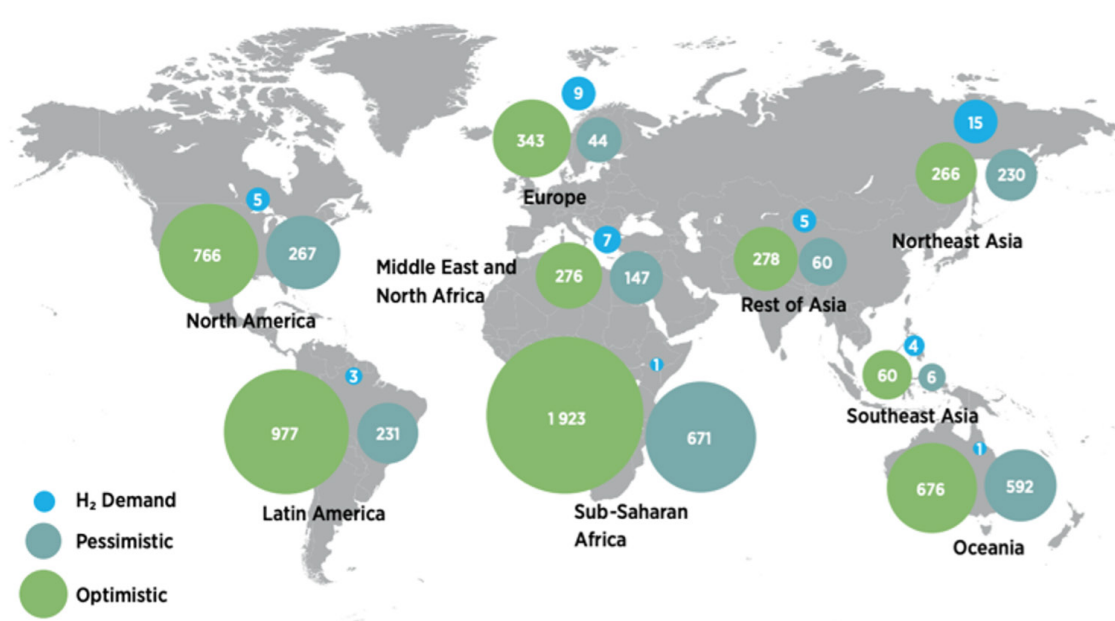 9
343
44
Europe
15
266
230
Northeast Asia
5
766
267
North America
7
276
147
Middle East and
North Africa
5
278
60
Rest of Asia
4
60
6
Southeast Asia
3
977
231
Latin America
1
1 923
671
Sub-Saharan
Africa
1
676
592
Oceania
H₂ Demand
Pessimistic
Optimistic